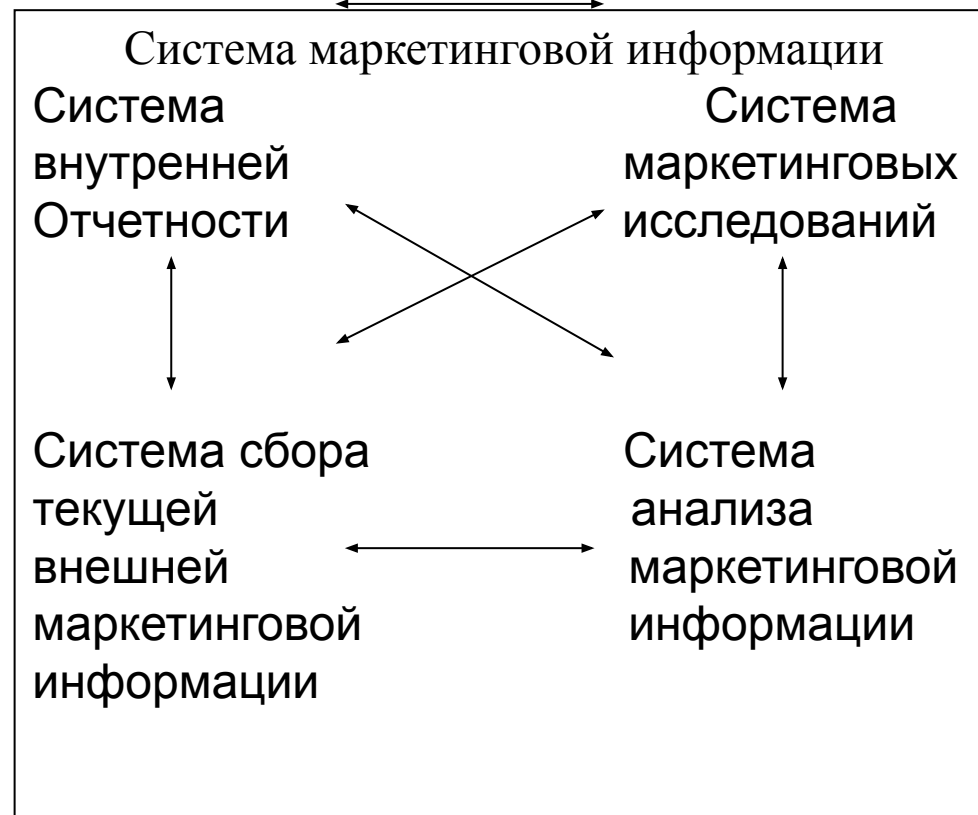 Система маркетинговой информации
Система
внутренней
Отчетности
Система
маркетинговых
исследований
Система сбора
текущей
внешней
маркетинговой
информации
Система
анализа
маркетинговой
информации